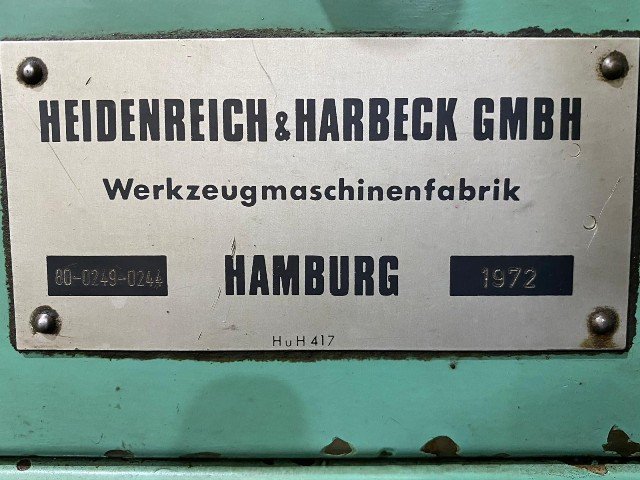 HEIDENREICH & HARBECK GMBH
Werkzeugmaschinenfabrik
80-0249-0244 HAMBURG 1972
HuH 417